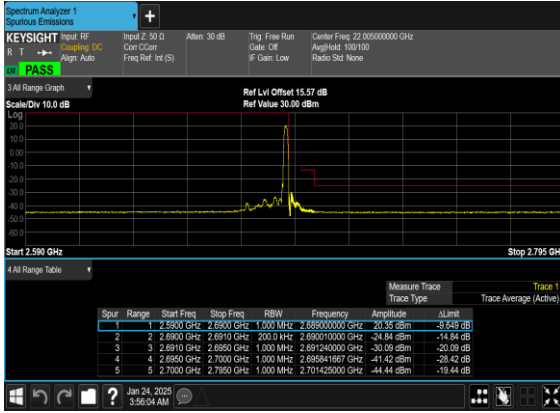 Spectrum Analyzer 1
Spurious Emissions
KEYSIGHT
R T
PASS
Input: RF
Coupling: DC
Align: Auto
Input Z: 50 Ω
Corr CCorr
Freq Ref: Int (S)
Atten: 30 dB
Trig: Free Run
Gate: Off
IF Gain: Low
Center Freq: 22.005000000 GHz
Avg|Hold: 100/100
Radio Std: None
3 All Range Graph
Scale/Div 10.0 dB
Ref Lvl Offset 15.57 dB
Ref Value 30.00 dBm
Log
20.0
10.0
0.00
-10.0
-20.0
-30.0
-40.0
-50.0
-60.0
Start 2.590 GHz
Stop 2.795 GH
4 All Range Table
Measure Trace Trace 1
Trace Type Trace Average (Active)
Spur Range Start Freq Stop Freq RBW Frequency Amplitude ΔLimit
1 1 2.5900 GHz 2.6900 GHz 1.000 MHz 2.689000000 GHz 20.35 dBm -9.649 dB
2 2 2.6900 GHz 2.6910 GHz 200.0 kHz 2.690010000 GHz -24.84 dBm -14.84 dB
3 3 2.6910 GHz 2.6950 GHz 1.000 MHz 2.691240000 GHz -30.09 dBm -20.09 dB
4 4 2.6950 GHz 2.7000 GHz 1.000 MHz 2.695841667 GHz -41.42 dBm -28.42 dB
5 5 2.7000 GHz 2.7950 GHz 1.000 MHz 2.701425000 GHz -44.44 dBm -19.44 dB
Jan 24, 2025
3:56:04 AM